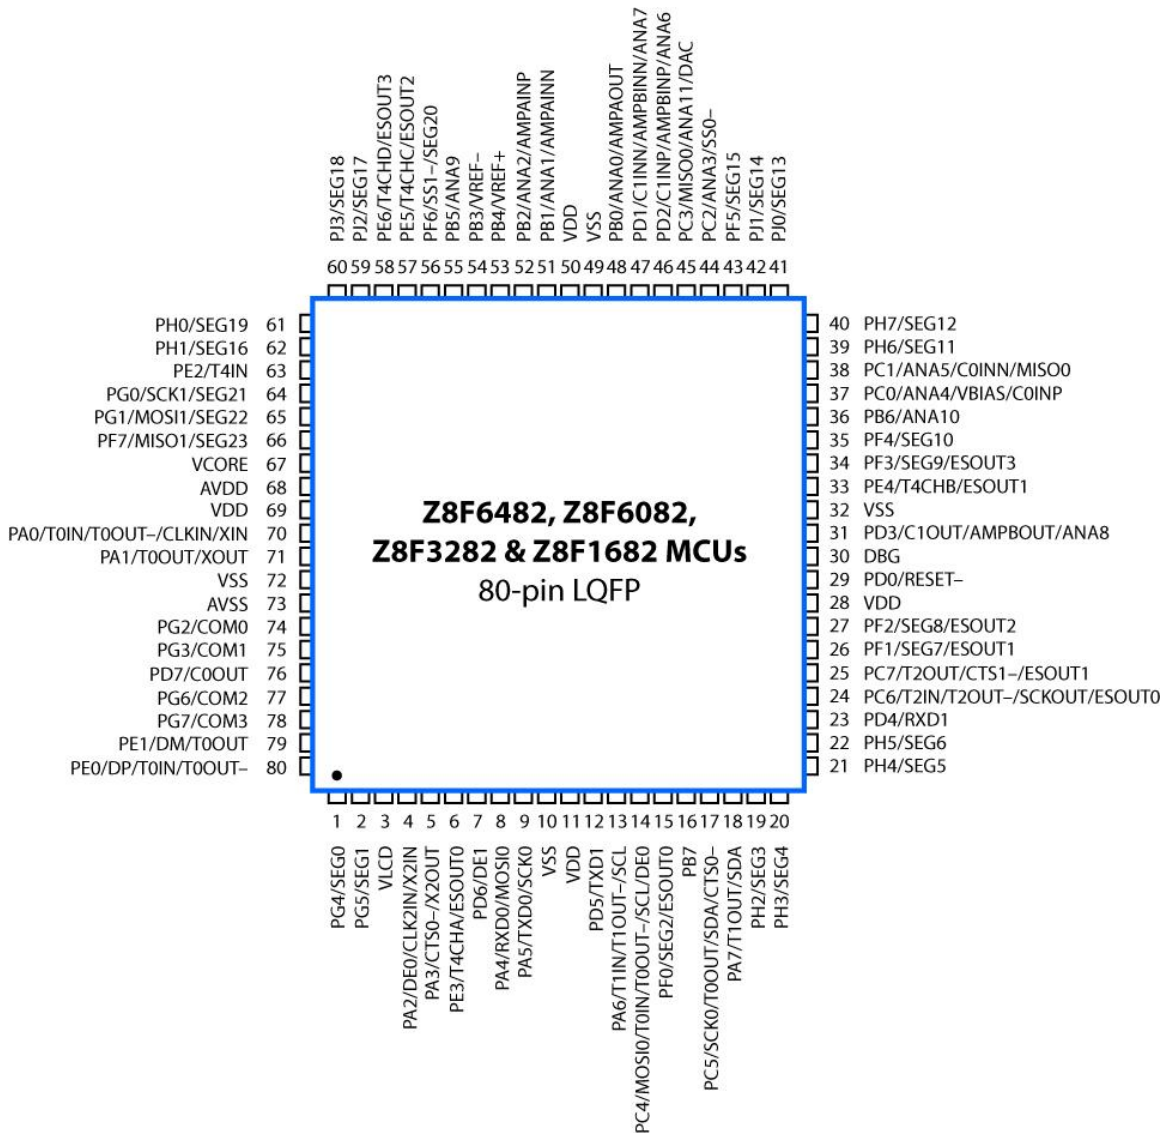 PJ3/SEG18
PJ2/SEG17
PE6/T4CHD/ESOUT3
PE5/T4CHC/ESOUT2
PF6/SS1–/SEG20
PB5/ANA9
PB3/VREF–
PB4/VREF+
PB2/ANA2/AMPAINP
PB1/ANA1/AMPAINN
VDD
VSS
PB0/ANA0/AMPAOUT
PD1/C1INN/AMPBINN/ANA7
PD2/C1INP/AMPBINP/ANA6
PC3/MISO0/ANA11/DAC
PC2/ANA3/SS0–
PF5/SEG15
PJ1/SEG14
PJ0/SEG13
60 59 58 57 56 55 54 53 52 51 50 49 48 47 46 45 44 43 42 41
PH0/SEG19 61
PH1/SEG16 62
PE2/T4IN 63
PG0/SCK1/SEG21 64
PG1/MOSI1/SEG22 65
PF7/MISO1/SEG23 66
VCORE 67
AVDD 68
VDD 69
PA0/T0IN/T0OUT–/CLKIN/XIN 70
PA1/T0OUT/XOUT 71
VSS 72
AVSS 73
PG2/COM0 74
PG3/COM1 75
PD7/C0OUT 76
PG6/COM2 77
PG7/COM3 78
PE1/DM/T0OUT 79
PE0/DP/T0IN/T0OUT– 80
Z8F6482, Z8F6082,
Z8F3282 & Z8F1682 MCUs
80-pin LQFP
40 PH7/SEG12
39 PH6/SEG11
38 PC1/ANA5/C0INN/MISO0
37 PC0/ANA4/VBIAS/C0INP
36 PB6/ANA10
35 PF4/SEG10
34 PF3/SEG9/ESOUT3
33 PE4/T4CHB/ESOUT1
32 VSS
31 PD3/C1OUT/AMPBOUT/ANA8
30 DBG
29 PD0/RESET–
28 VDD
27 PF2/SEG8/ESOUT2
26 PF1/SEG7/ESOUT1
25 PC7/T2OUT/CTS1–/ESOUT1
24 PC6/T2IN/T2OUT–/SCKOUT/ESOUT0
23 PD4/RXD1
22 PH5/SEG6
21 PH4/SEG5
1 2 3 4 5 6 7 8 9 10 11 12 13 14 15 16 17 18 19 20
PG4/SEG0
PG5/SEG1
VLCD
PA2/DE0/CLK2IN/X2IN
PA3/CTS0–/X2OUT
PE3/T4CHA/ESOUT0
PD6/DE1
PA4/RXD0/MOSI0
PA5/TXD0/SCK0
VSS
VDD
PD5/TXD1
PA6/T1IN/T1OUT–/SCL
PC4/MOSI0/T0IN/T0OUT–/SCL/DE0
PF0/SEG2/ESOUT0
PB7
PC5/SCK0/T0OUT/SDA/CTS0–
PA7/T1OUT/SDA
PH2/SEG3
PH3/SEG4